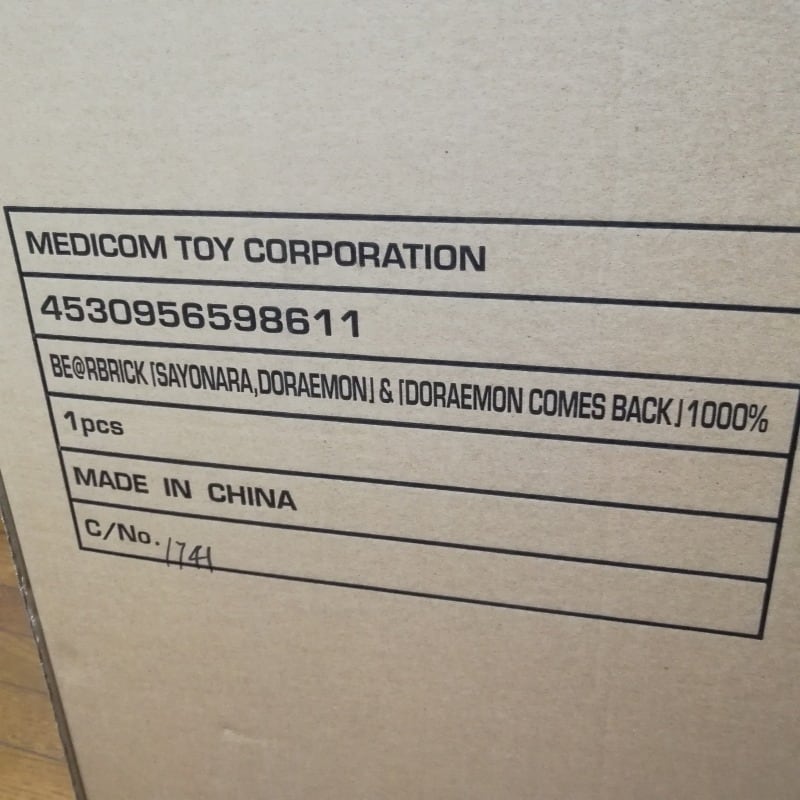 MEDICOM TOY CORPORATION
4530956598611
BE@RBRICK「SAYONARA,DORAEMON」&「DORAEMON COMES BACK」1000%
1pcs
MADE IN CHINA
C/No. 1741